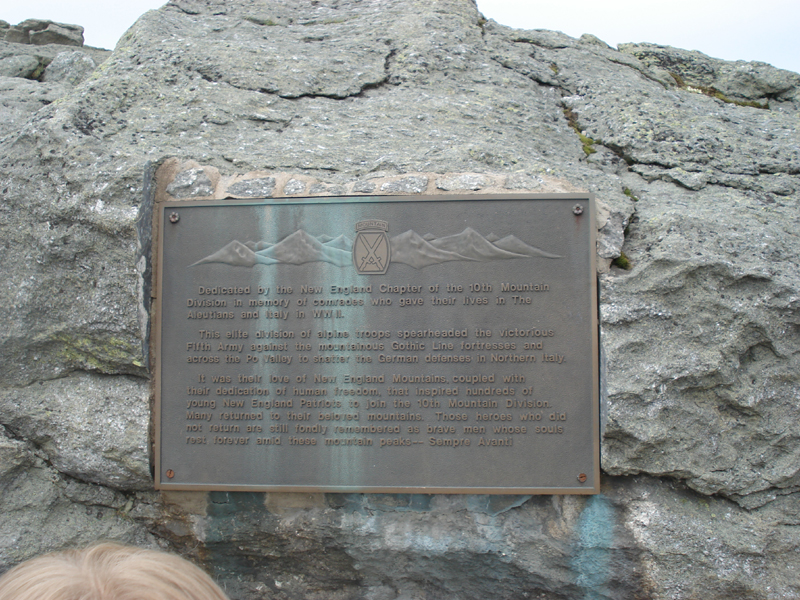 Dedicated by the New England Chapter of the 10th Mountain
Division in memory of comrades who gave their lives in The
Aleutians and Italy in WW II.
This elite division of alpine troops spearheaded the victorious
Fifth Army against the mountainous Gothic Line fortresses and
across the Po Valley to shatter the German defenses in Northern Italy.
It was their love of New England Mountains, coupled with
their dedication of human freedom, that inspired hundreds of
young New England Patriots to join the 10th Mountain Division.
Many returned to their beloved mountains. Those heroes who did
not return are still fondly remembered as brave men whose souls
rest forever amid these mountain peaks— Sempre Avanti